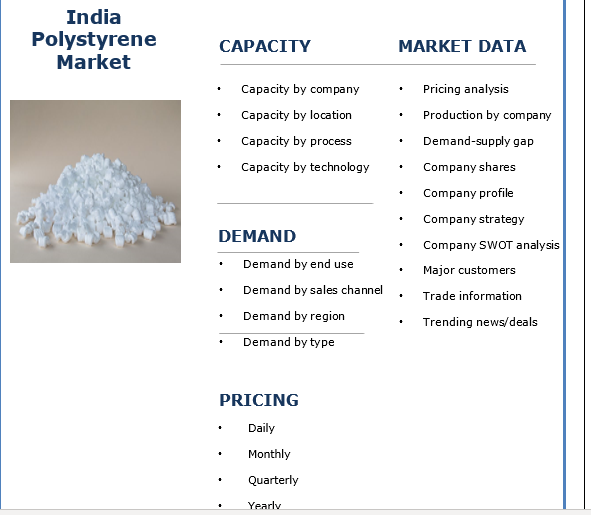 India
Polystyrene
Market
CAPACITY
• Capacity by company
• Capacity by location
• Capacity by process
• Capacity by technology
DEMAND
• Demand by end use
• Demand by sales channel
• Demand by region
• Demand by type
PRICING
• Daily
• Monthly
• Quarterly
• Yearly
MARKET DATA
• Pricing analysis
• Production by company
• Demand-supply gap
• Company shares
• Company profile
• Company strategy
• Company SWOT analysis
• Major customers
• Trade information
• Trending news/deals